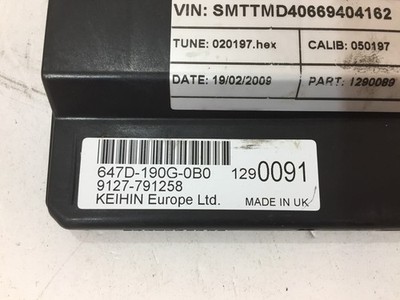 VIN: SMTTMD40669404162
TUNE: 020197.hex CALIB: 050197
DATE: 19/02/2009 PART: 1290089
647D-190G-0B0 1290091
9127-791258
KEIHIN Europe Ltd. MADE IN UK